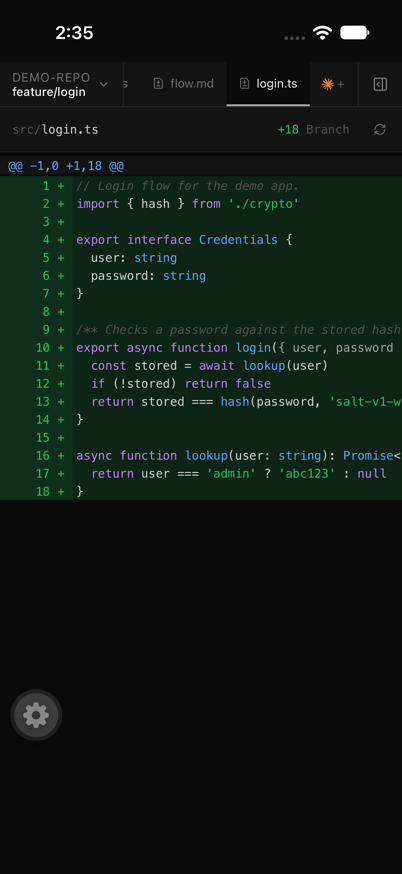 2:35
DEMO-REPO
feature/login
s
flow.md
login.ts
+
src/login.ts
+18 Branch
@@ -1,0 +1,18 @@
1 + // Login flow for the demo app.
2 + import { hash } from './crypto'
3 +
4 + export interface Credentials {
5 +   user: string
6 +   password: string
7 + }
8 +
9 + /** Checks a password against the stored hash
10 + export async function login({ user, password
11 +   const stored = await lookup(user)
12 +   if (!stored) return false
13 +   return stored === hash(password, 'salt-v1-w
14 + }
15 +
16 + async function lookup(user: string): Promise<
17 +   return user === 'admin' ? 'abc123' : null
18 + }